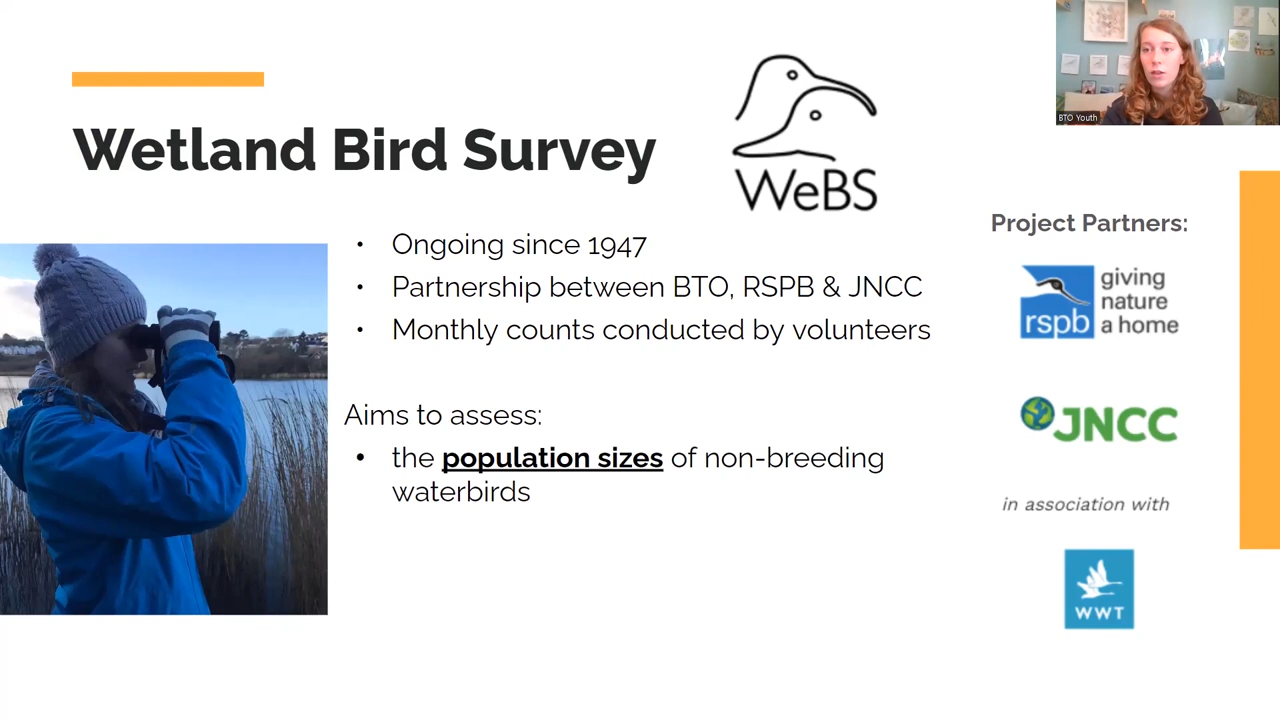 BTO Youth
Wetland Bird Survey
WeBS
• Ongoing since 1947
• Partnership between BTO, RSPB & JNCC
• Monthly counts conducted by volunteers
Aims to assess:
• the population sizes of non-breeding
waterbirds
Project Partners:
rspb
giving
nature
a home
JNCC
in association with
WWT